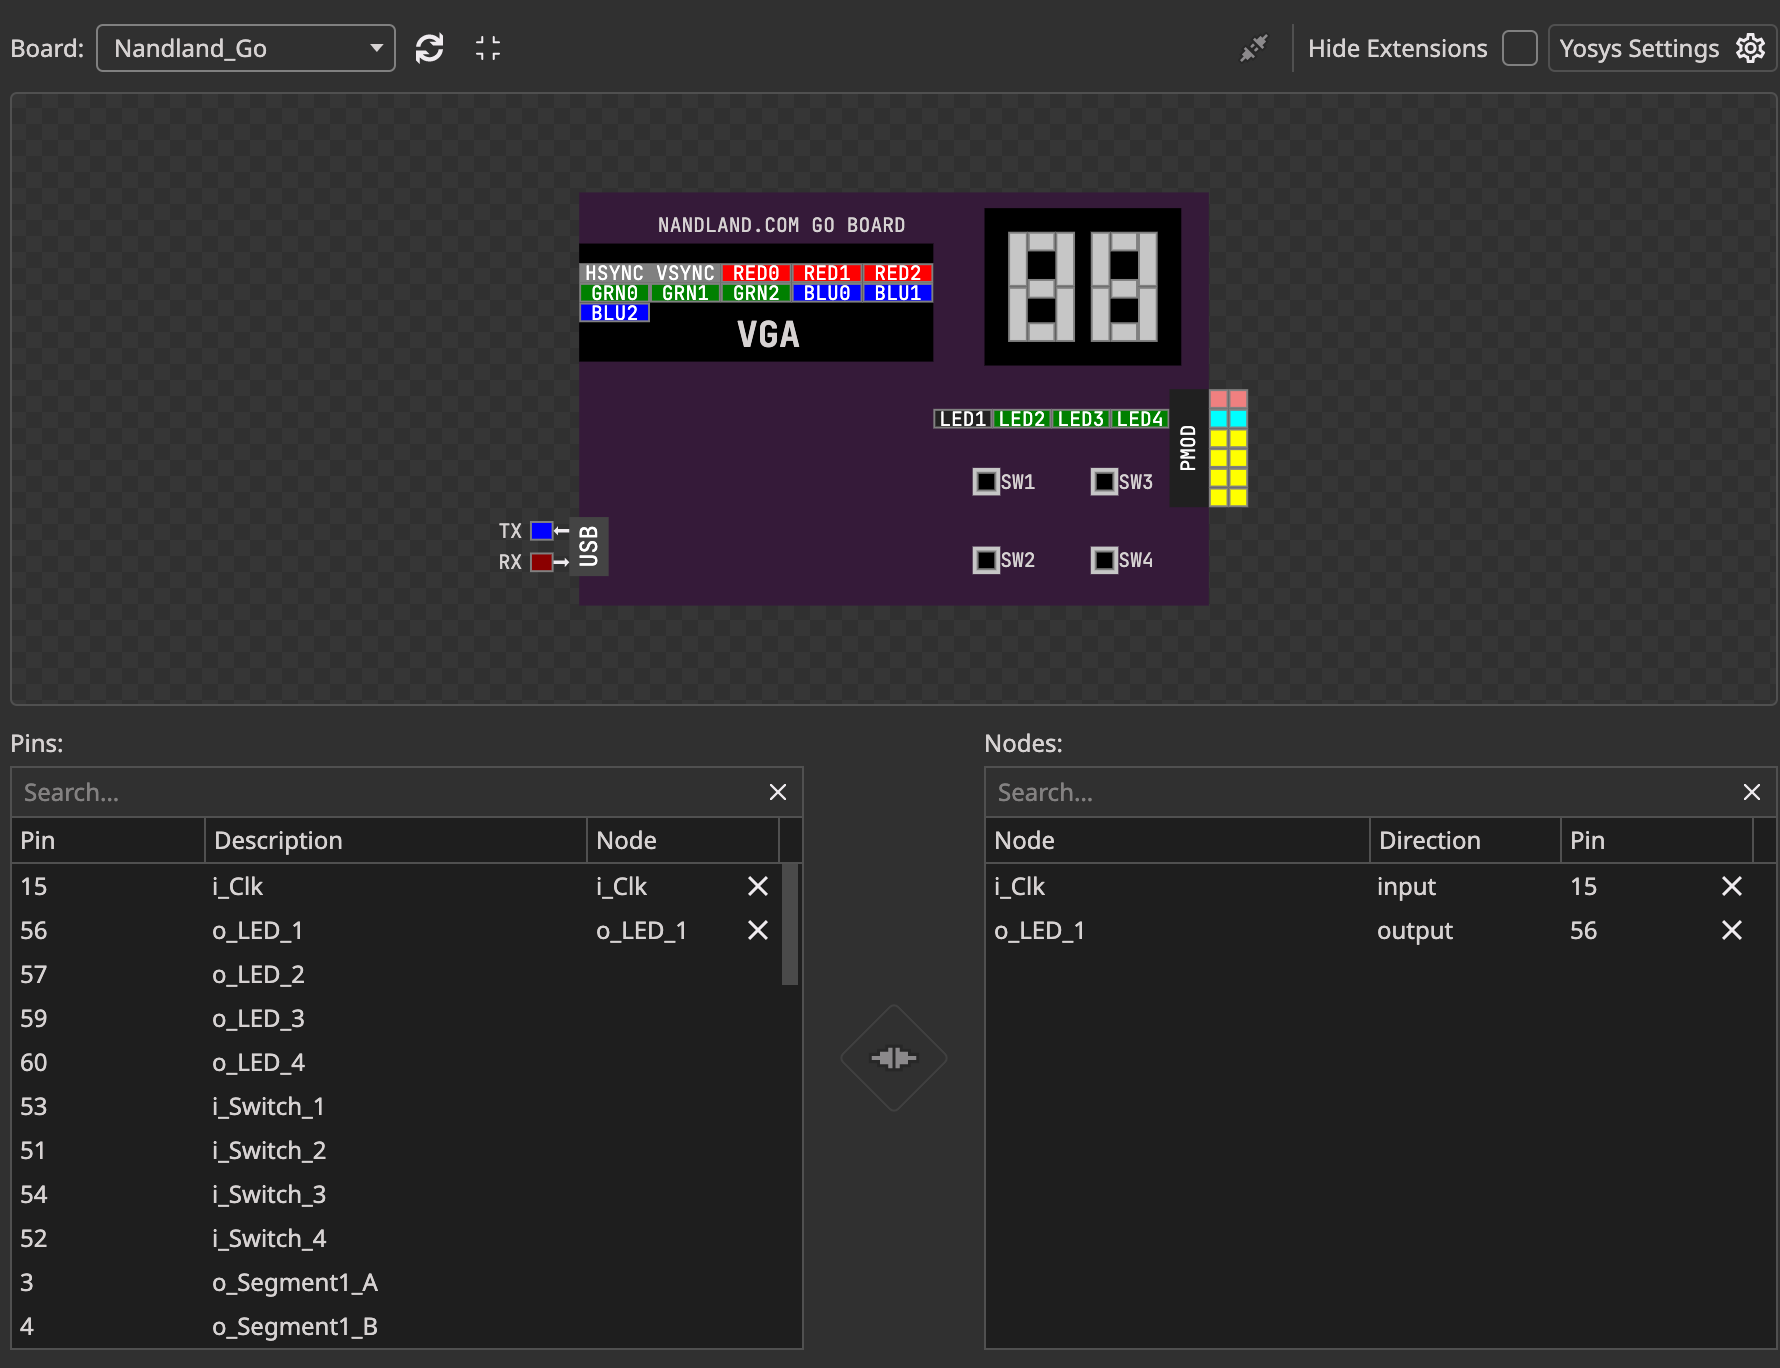 Board: Nandland_Go Hide Extensions Yosys Settings
NANDLAND.COM GO BOARD
HSYNC VSYNC RED0 RED1 RED2
GRN0 GRN1 GRN2 BLU0 BLU1
BLU2
VGA
LED1 LED2 LED3 LED4
PMOD
SW1 SW3
TX
RX
USB
SW2 SW4
Pins:
Search...
Pin Description Node
15 i_Clk i_Clk
56 o_LED_1 o_LED_1
57 o_LED_2
59 o_LED_3
60 o_LED_4
53 i_Switch_1
51 i_Switch_2
54 i_Switch_3
52 i_Switch_4
3 o_Segment1_A
4 o_Segment1_B
Nodes:
Search...
Node Direction Pin
i_Clk input 15
o_LED_1 output 56